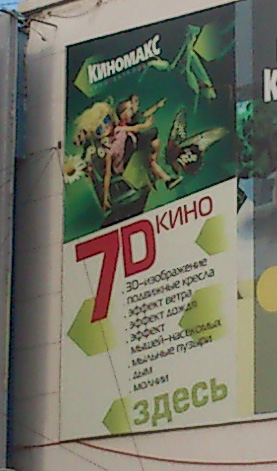 КИНОМАКС
7D КИНО
. 3D-изображение
. подвижные кресла
. эффект ветра
. эффект дождя
. эффект
мышей-насекомых
. мыльные пузыри
. дым
. молнии
здесь
К